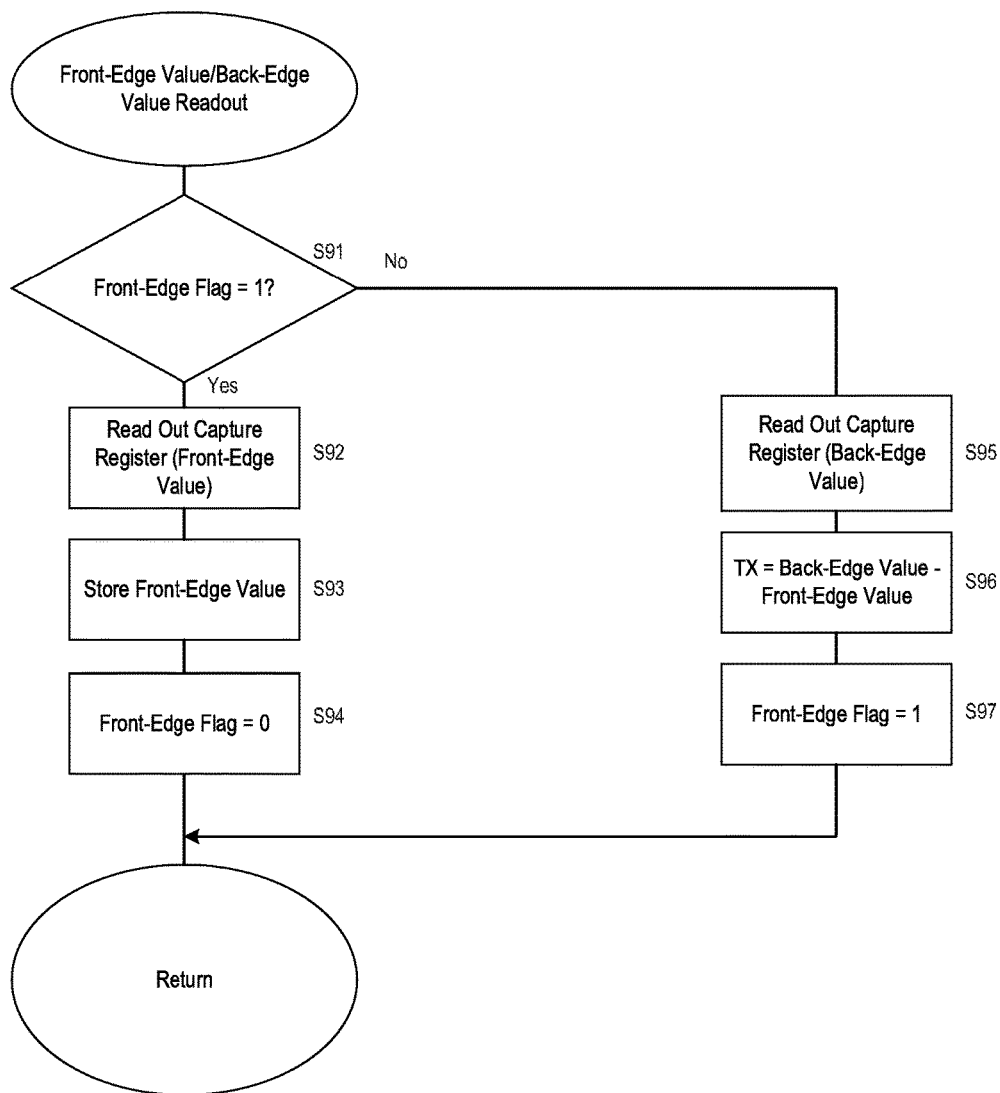 Front-Edge Value/Back-Edge
Value Readout
S91
No
Front-Edge Flag = 1?
Yes
Read Out Capture
Register (Front-Edge
Value)
S92
Store Front-Edge Value
S93
Front-Edge Flag = 0
S94
Read Out Capture
Register (Back-Edge
Value)
S95
TX = Back-Edge Value -
Front-Edge Value
S96
Front-Edge Flag = 1
S97
Return